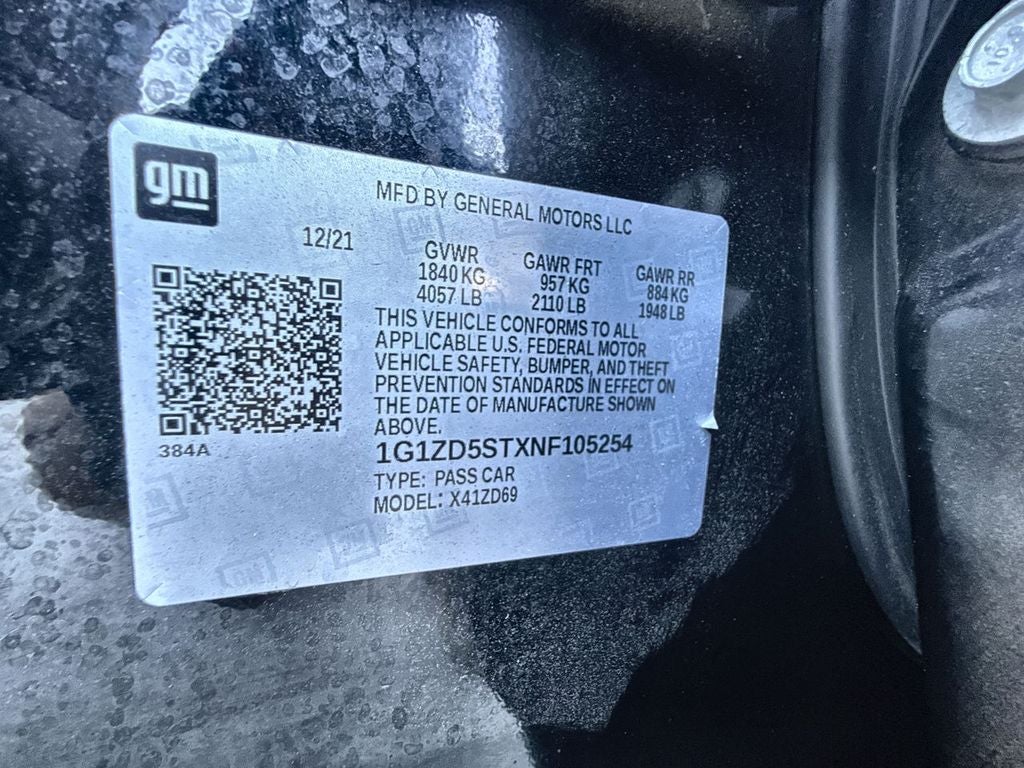 gm
MFD BY GENERAL MOTORS LLC
12/21
GVWR
1840 KG
4057 LB
GAWR FRT
957 KG
2110 LB
GAWR RR
884 KG
1948 LB
THIS VEHICLE CONFORMS TO ALL
APPLICABLE U.S. FEDERAL MOTOR
VEHICLE SAFETY, BUMPER, AND THEFT
PREVENTION STANDARDS IN EFFECT ON
THE DATE OF MANUFACTURE SHOWN
ABOVE.
384A
1G1ZD5STXNF105254
TYPE: PASS CAR
MODEL: X41ZD69